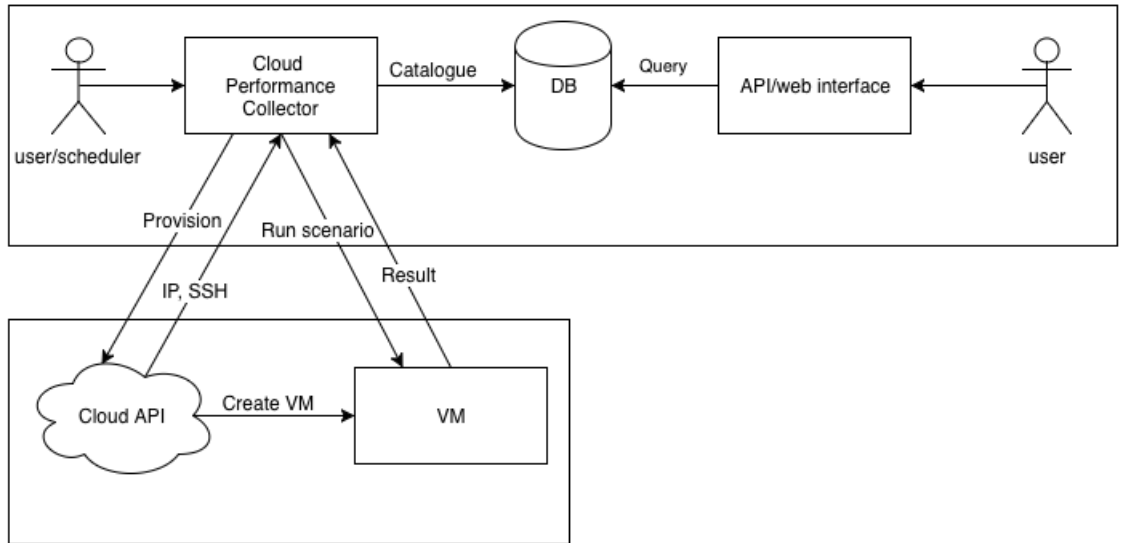 Cloud
Performance
Collector
Catalogue
DB
Query
API/web interface
user/scheduler
user
Provision
Run scenario
IP, SSH
Result
Cloud API
Create VM
VM